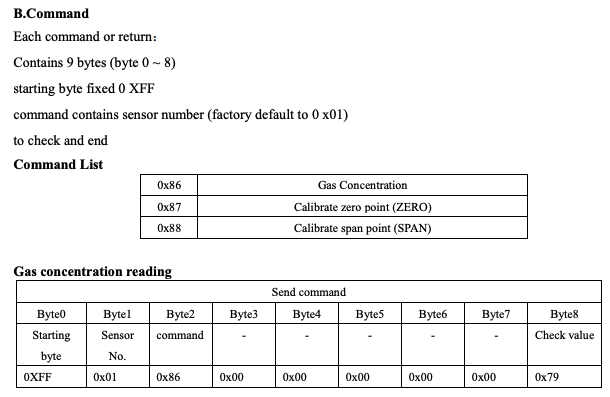 B.Command
Each command or return：
Contains 9 bytes (byte 0 ~ 8)
starting byte fixed 0 XFF
command contains sensor number (factory default to 0 x01)
to check and end
Command List
0x86 Gas Concentration
0x87 Calibrate zero point (ZERO)
0x88 Calibrate span point (SPAN)
Gas concentration reading
Send command
Byte0 Byte1 Byte2 Byte3 Byte4 Byte5 Byte6 Byte7 Byte8
Starting Sensor command - - - - - Check value
byte No.
0XFF 0x01 0x86 0x00 0x00 0x00 0x00 0x00 0x79